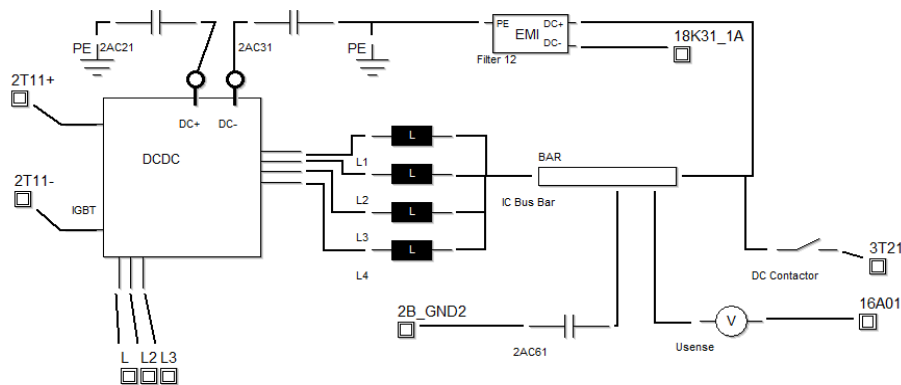 18K31_1A
PE
DC+
EMI
DC-
Filter 12
PE
2AC21
2AC31
PE
2T11+
DC+
DC-
DCDC
2T11-
IGBT
L
L1
L
L2
L
L3
L
L4
BAR
IC Bus Bar
DC Contactor
3T21
2B_GND2
2AC61
V
Usense
16A01
L
L2
L3